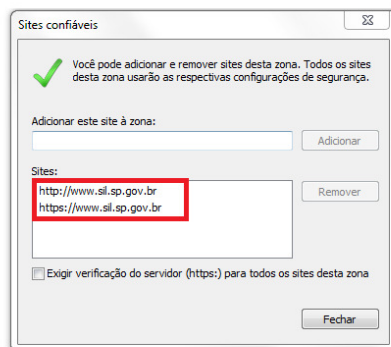 Sites confiáveis
Você pode adicionar e remover sites desta zona. Todos os sites
desta zona usarão as respectivas configurações de segurança.
Adicionar este site à zona:
Adicionar
Sites:
http://www.sil.sp.gov.br
https://www.sil.sp.gov.br
Remover
Exigir verificação do servidor (https:) para todos os sites desta zona
Fechar